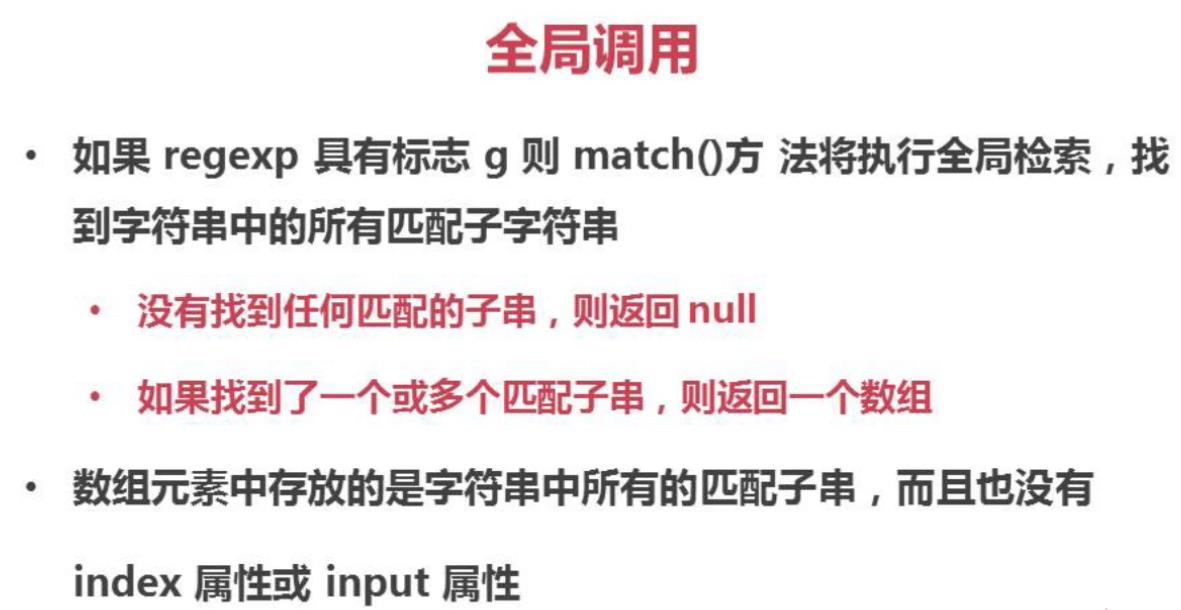 全局调用
• 如果 regexp 具有标志 g 则 match()方 法将执行全局检索，找
到字符串中的所有匹配子字符串
• 没有找到任何匹配的子串，则返回 null
• 如果找到了一个或多个匹配子串，则返回一个数组
• 数组元素中存放的是字符串中所有的匹配子串，而且也没有
index 属性或 input 属性